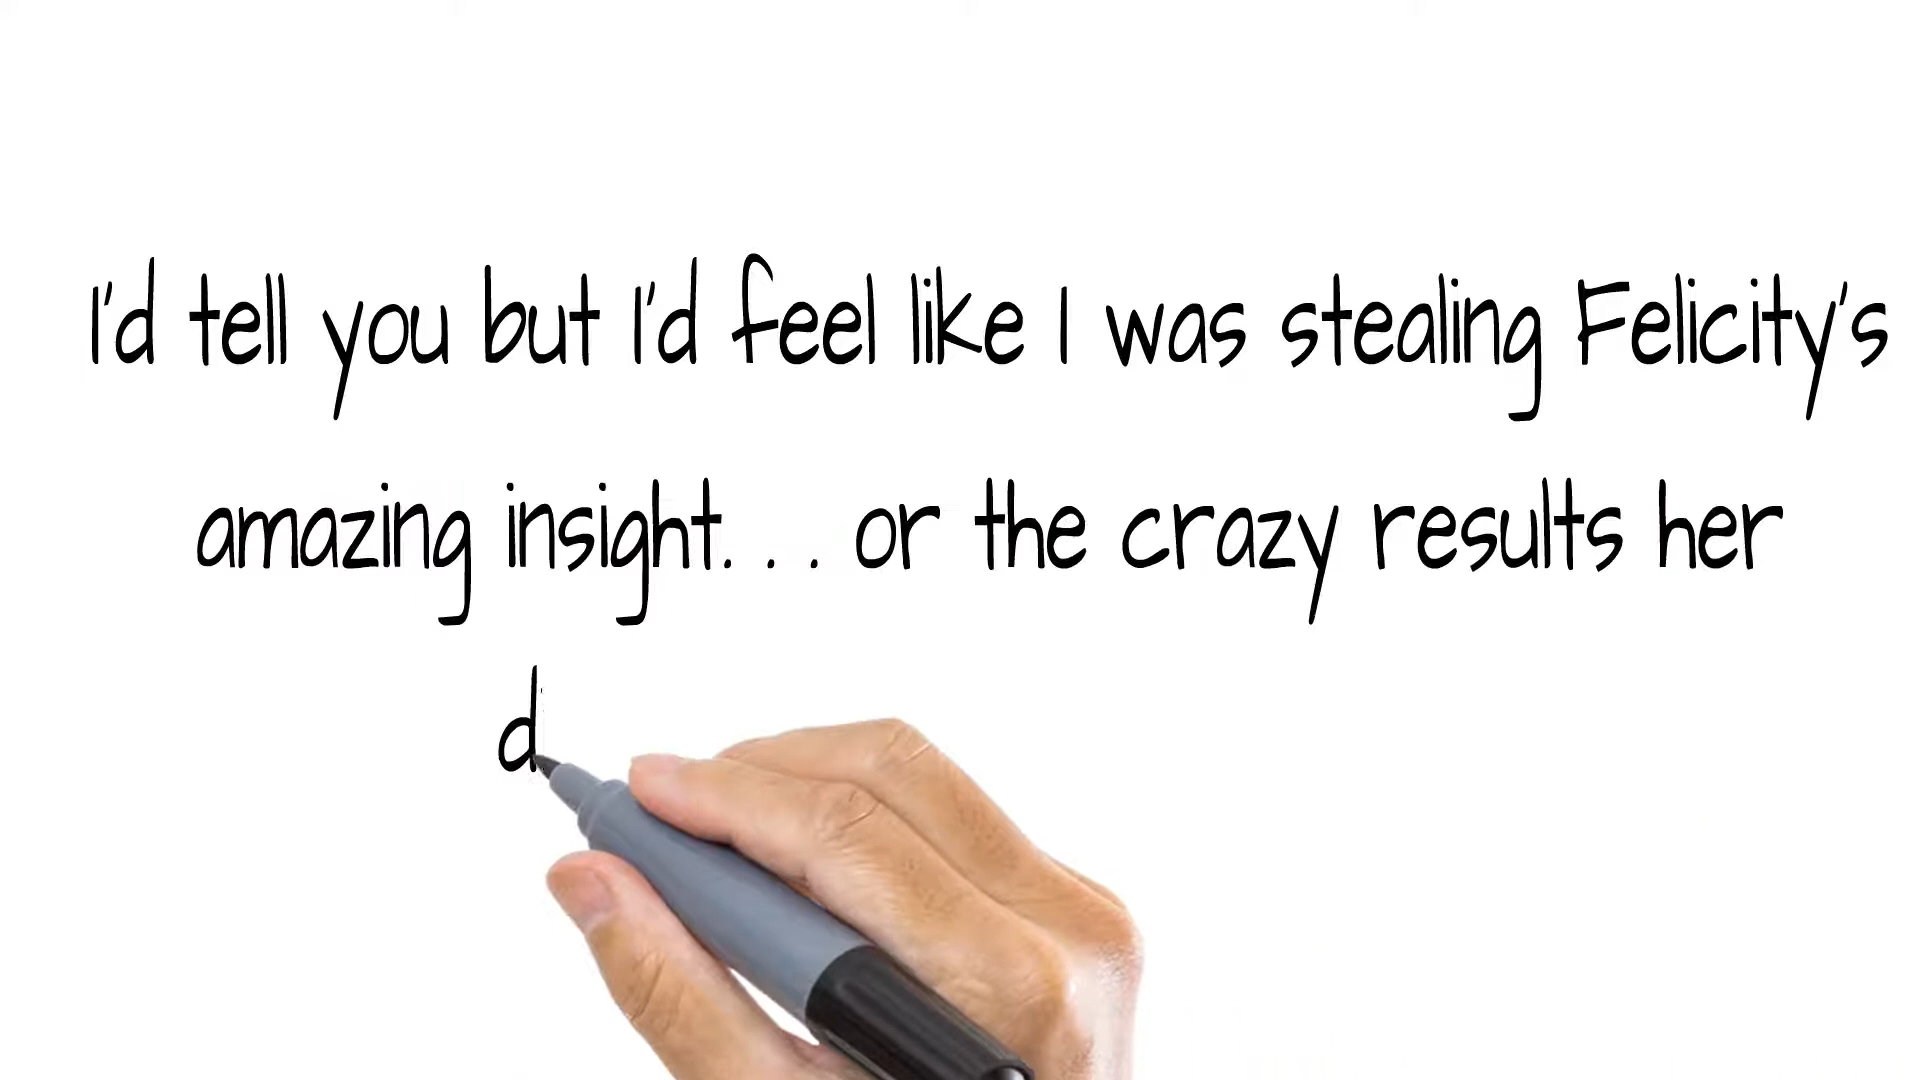 I'd tell you but I'd feel like I was stealing Felicity's
amazing insight. . . or the crazy results her
d